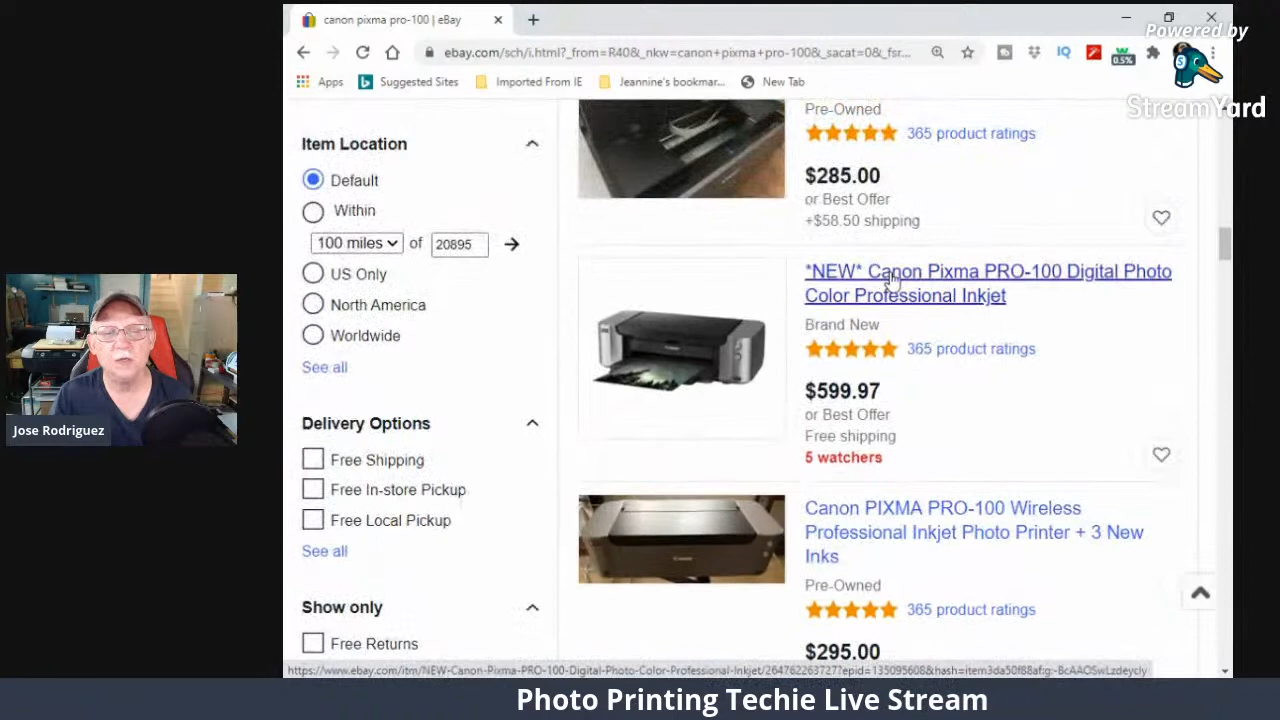 canon pixma pro-100 | eBay
ebay.com/sch/i.html?_from=R40&_nkw=canon+pixma+pro-100&_sacat=0&_fsr...
IQ
0.5%
Powered by
StreamYard
Apps
Suggested Sites
Imported From IE
Jeannine's bookmar...
New Tab
Item Location
Default
Within
100 miles of 20895
US Only
North America
Worldwide
See all
Delivery Options
Free Shipping
Free In-store Pickup
Free Local Pickup
See all
Show only
Free Returns
Pre-Owned
365 product ratings
$285.00
or Best Offer
+$58.50 shipping
*NEW* Canon Pixma PRO-100 Digital Photo
Color Professional Inkjet
Brand New
365 product ratings
$599.97
or Best Offer
Free shipping
5 watchers
Canon PIXMA PRO-100 Wireless
Professional Inkjet Photo Printer + 3 New
Inks
Pre-Owned
365 product ratings
$295.00
Jose Rodriguez
Photo Printing Techie Live Stream